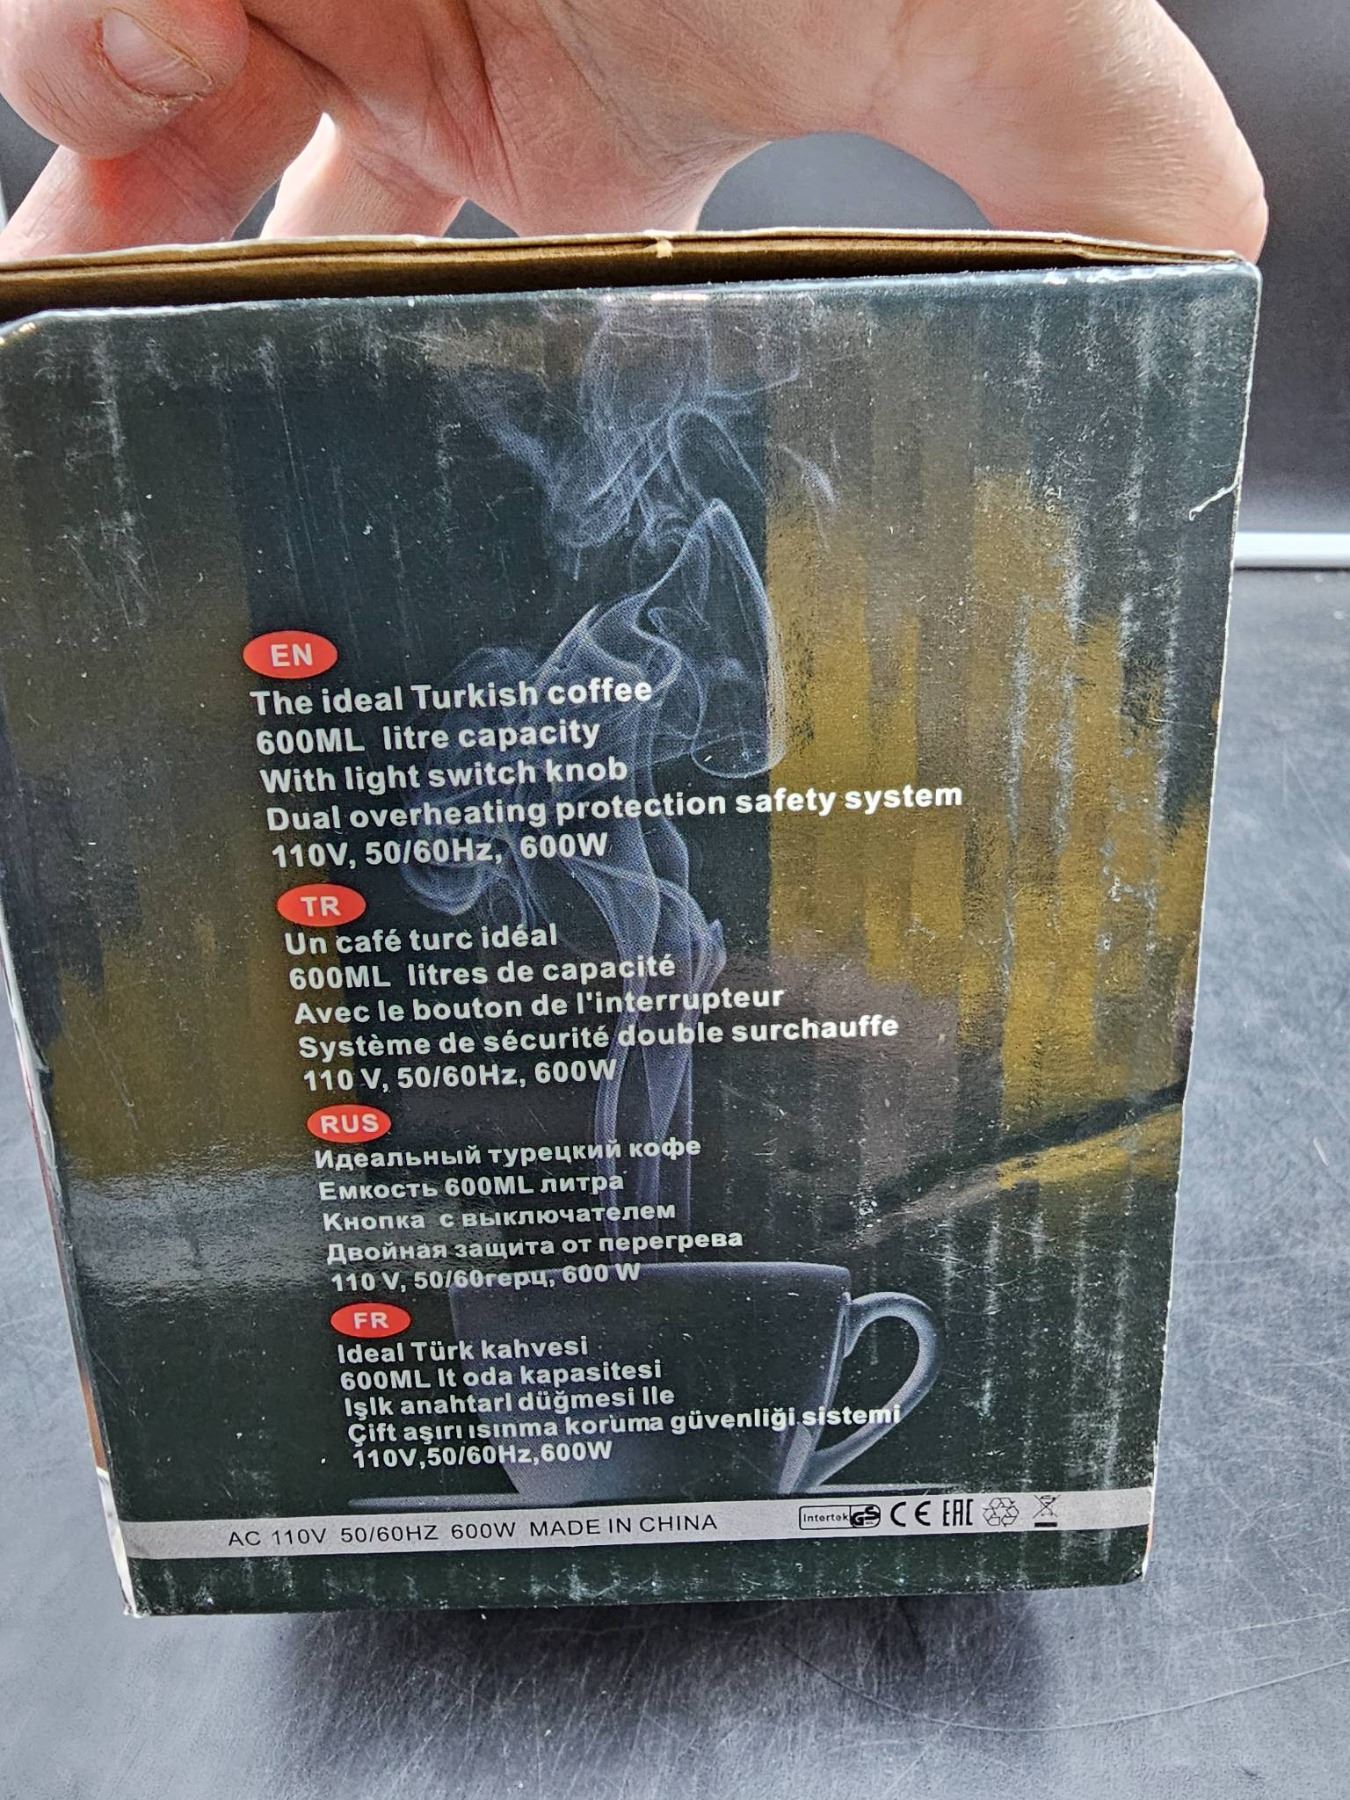 EN
The ideal Turkish coffee
600ML litre capacity
With light switch knob
Dual overheating protection safety system
110V, 50/60Hz, 600W
TR
Un café turc idéal
600ML litres de capacité
Avec le bouton de l'interrupteur
Système de sécurité double surchauffe
110 V, 50/60Hz, 600W
RUS
Идеальный турецкий кофе
Емкость 600ML литра
Кнопка с выключателем
Двойная защита от перегрева
110 V, 50/60герц, 600 W
FR
Ideal Türk kahvesi
600ML lt oda kapasitesi
IşIk anahtarI düğmesi Ile
Çift aşırı ısınma koruma güvenliği sistemi
110V,50/60Hz,600W
AC 110V 50/60HZ 600W MADE IN CHINA Intertek GS CE EAC